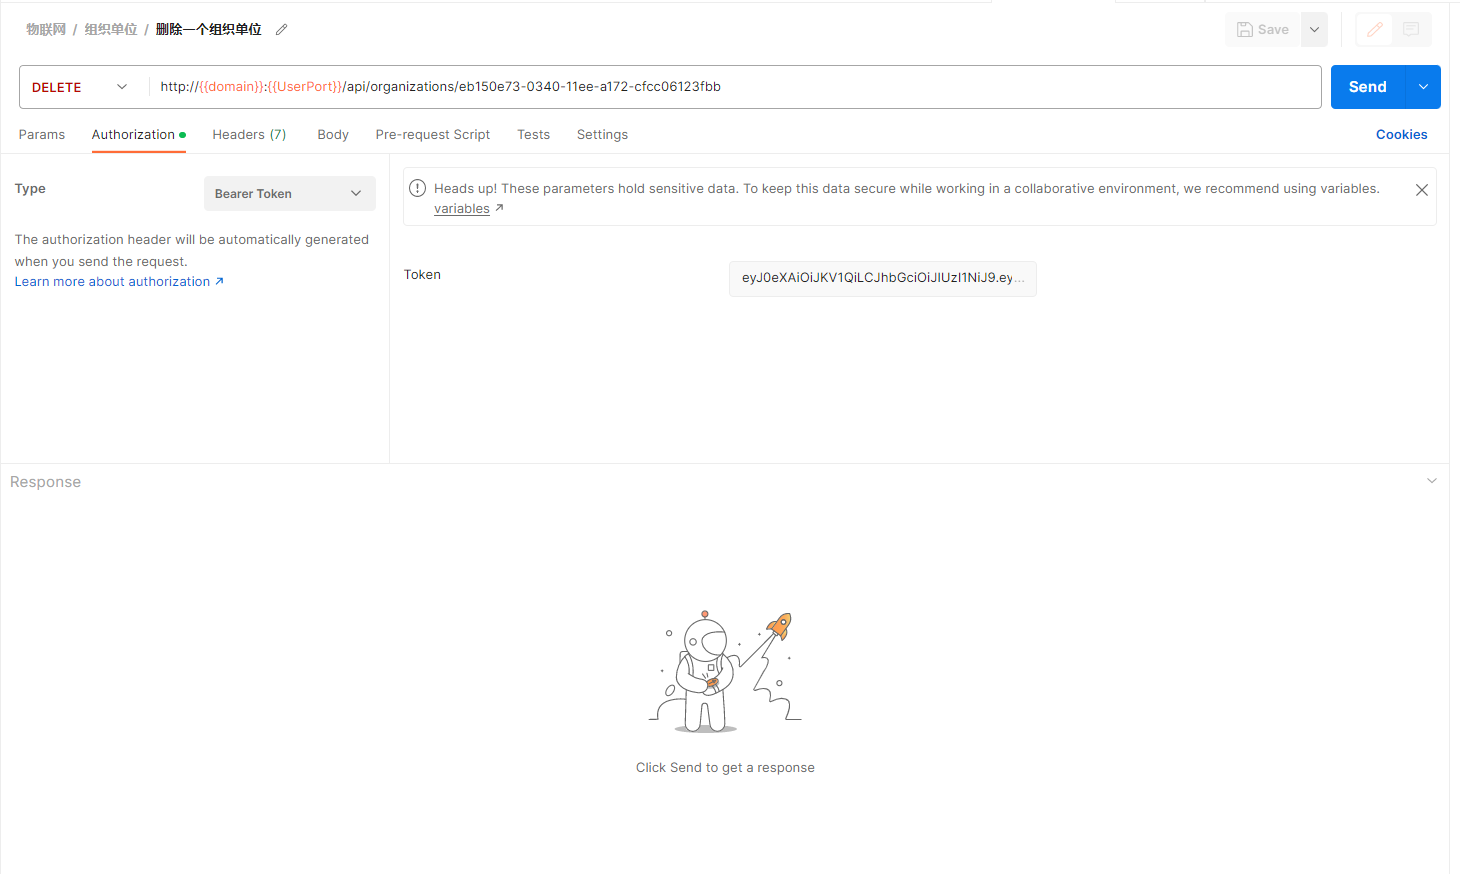 物联网 / 组织单位 / 删除一个组织单位
Save
DELETE http://{{domain}}:{{UserPort}}/api/organizations/eb150e73-0340-11ee-a172-cfcc06123fbb
Send
Params Authorization Headers (7) Body Pre-request Script Tests Settings Cookies
Type Bearer Token
The authorization header will be automatically generated
when you send the request.
Learn more about authorization ↗
Heads up! These parameters hold sensitive data. To keep this data secure while working in a collaborative environment, we recommend using variables.
variables ↗
Token eyJ0eXAiOiJKV1QiLCJhbGciOiJIUzI1NiJ9.ey...
Response
Click Send to get a response